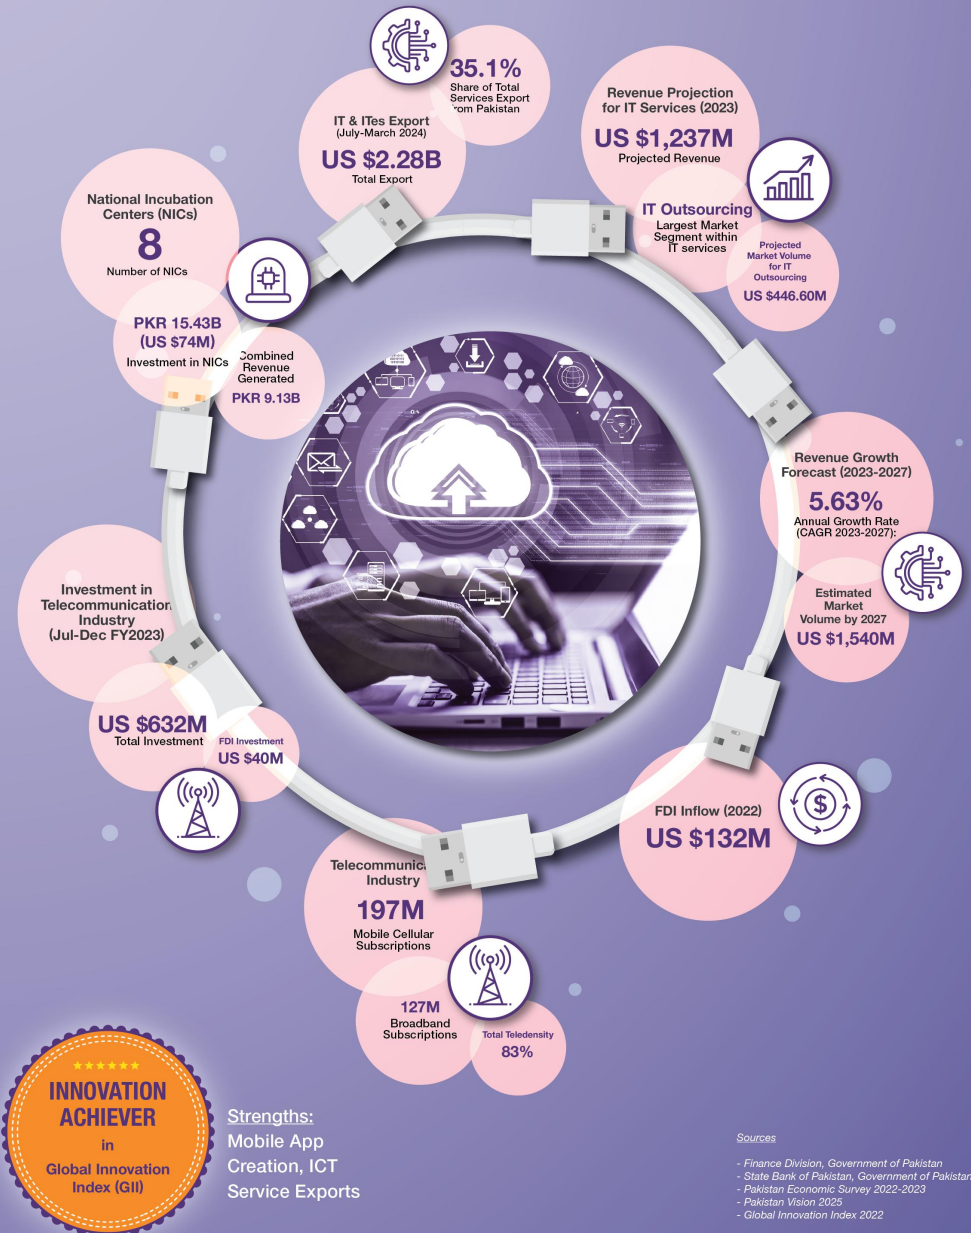 35.1%
Share of Total
Services Export
from Pakistan
IT & ITes Export
(July-March 2024)
US $2.28B
Total Export
Revenue Projection
for IT Services (2023)
US $1,237M
Projected Revenue
IT Outsourcing
Largest Market
Segment within
IT services
Projected
Market Volume
for IT
Outsourcing
US $446.60M
National Incubation
Centers (NICs)
8
Number of NICs
PKR 15.43B
(US $74M)
Investment in NICs
Combined
Revenue
Generated
PKR 9.13B
Revenue Growth
Forecast (2023-2027)
5.63%
Annual Growth Rate
(CAGR 2023-2027):
Estimated
Market
Volume by 2027
US $1,540M
Investment in
Telecommunication
Industry
(Jul-Dec FY2023)
US $632M
Total Investment
FDI Investment
US $40M
FDI Inflow (2022)
US $132M
Telecommunic
Industry
197M
Mobile Cellular
Subscriptions
127M
Broadband
Subscriptions
Total Teledensity
83%
INNOVATION
ACHIEVER
in
Global Innovation
Index (GII)
Strengths:
Mobile App
Creation, ICT
Service Exports
Sources
- Finance Division, Government of Pakistan
- State Bank of Pakistan, Government of Pakistan
- Pakistan Economic Survey 2022-2023
- Pakistan Vision 2025
- Global Innovation Index 2022